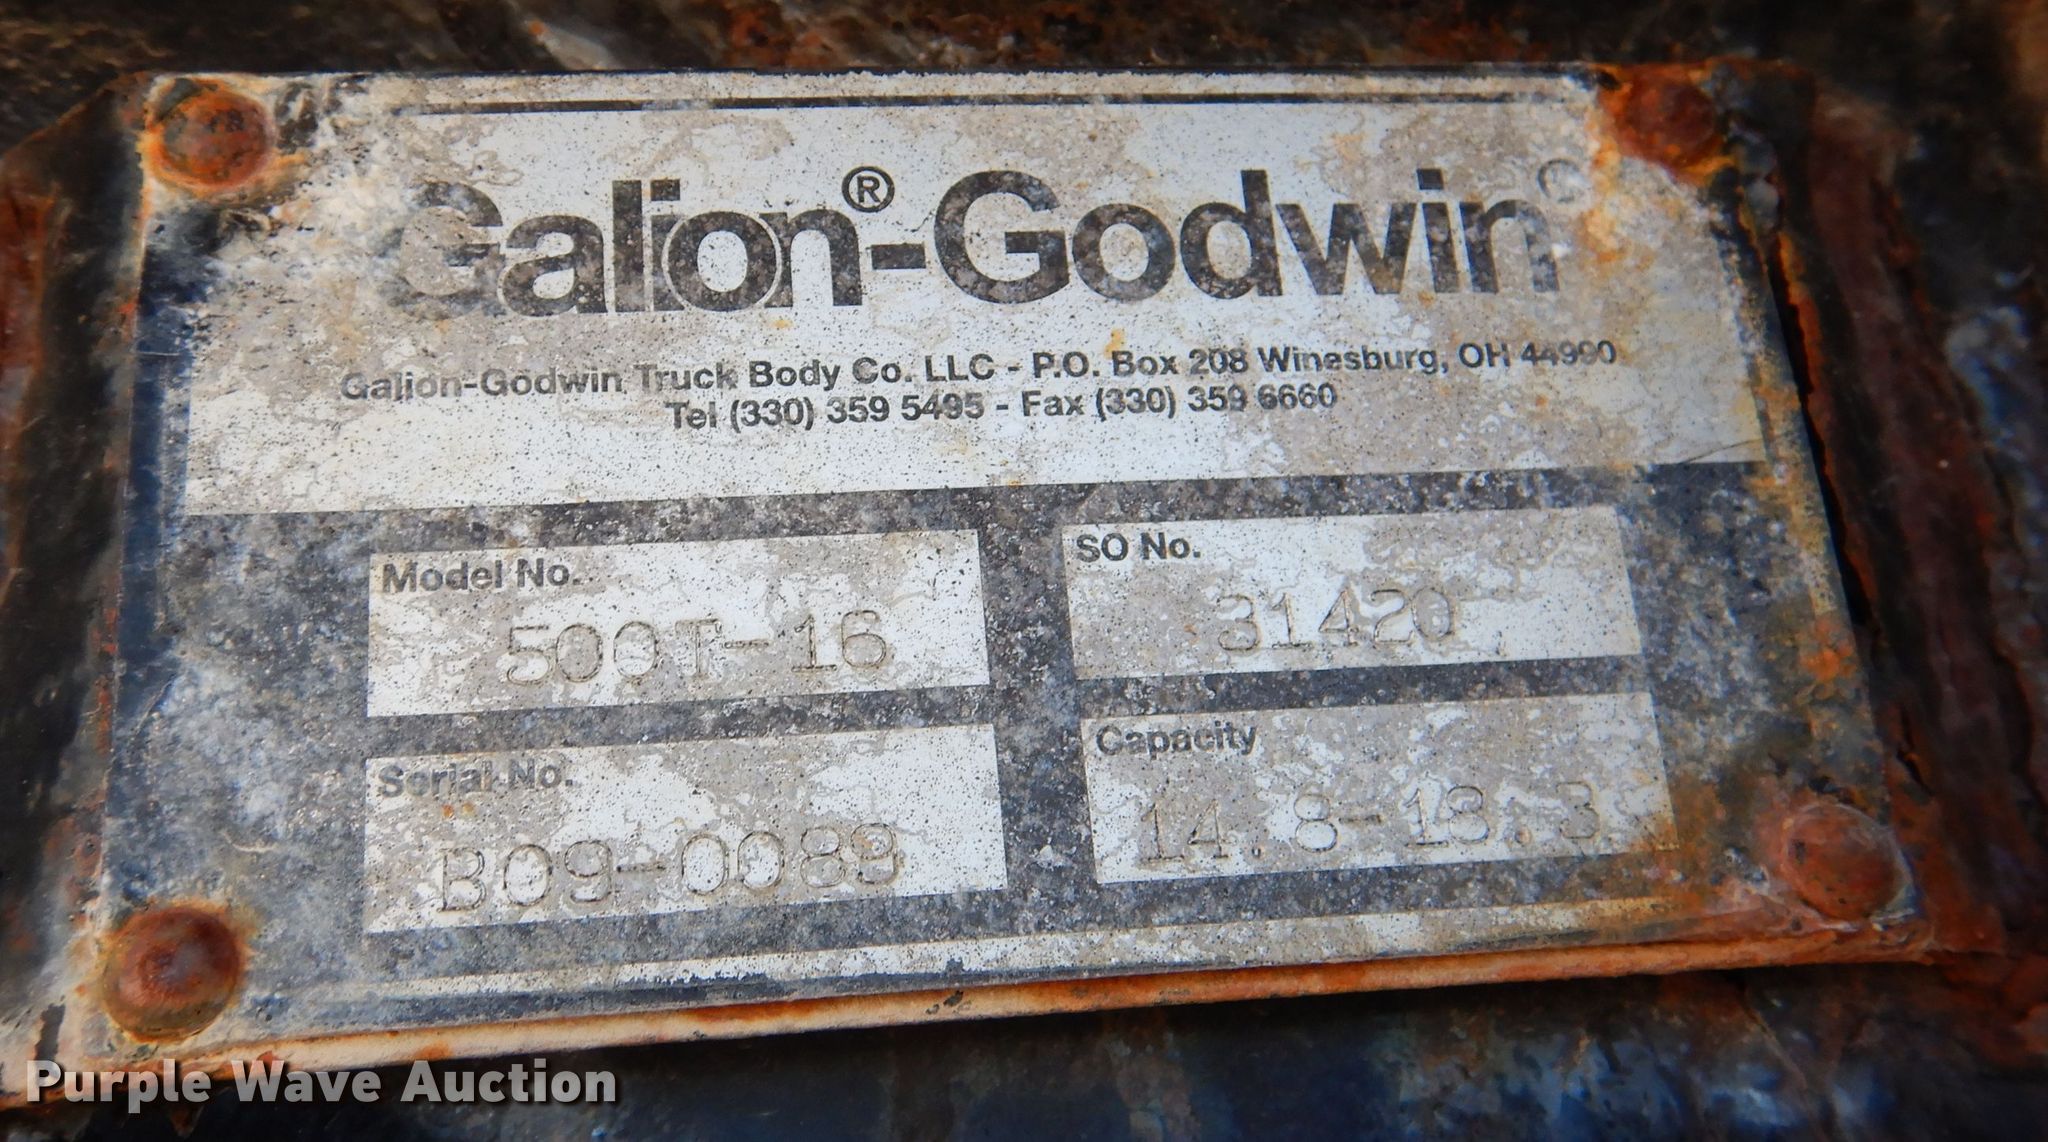 Galion®-Godwin®
Galion-Godwin Truck Body Co. LLC - P.O. Box 208 Winesburg, OH 44990
Tel (330) 359 5495 - Fax (330) 359 6660
Model No.
500T-16
SO No.
31420
Serial No.
B09-0089
Capacity
14.8-18.3
Purple Wave Auction